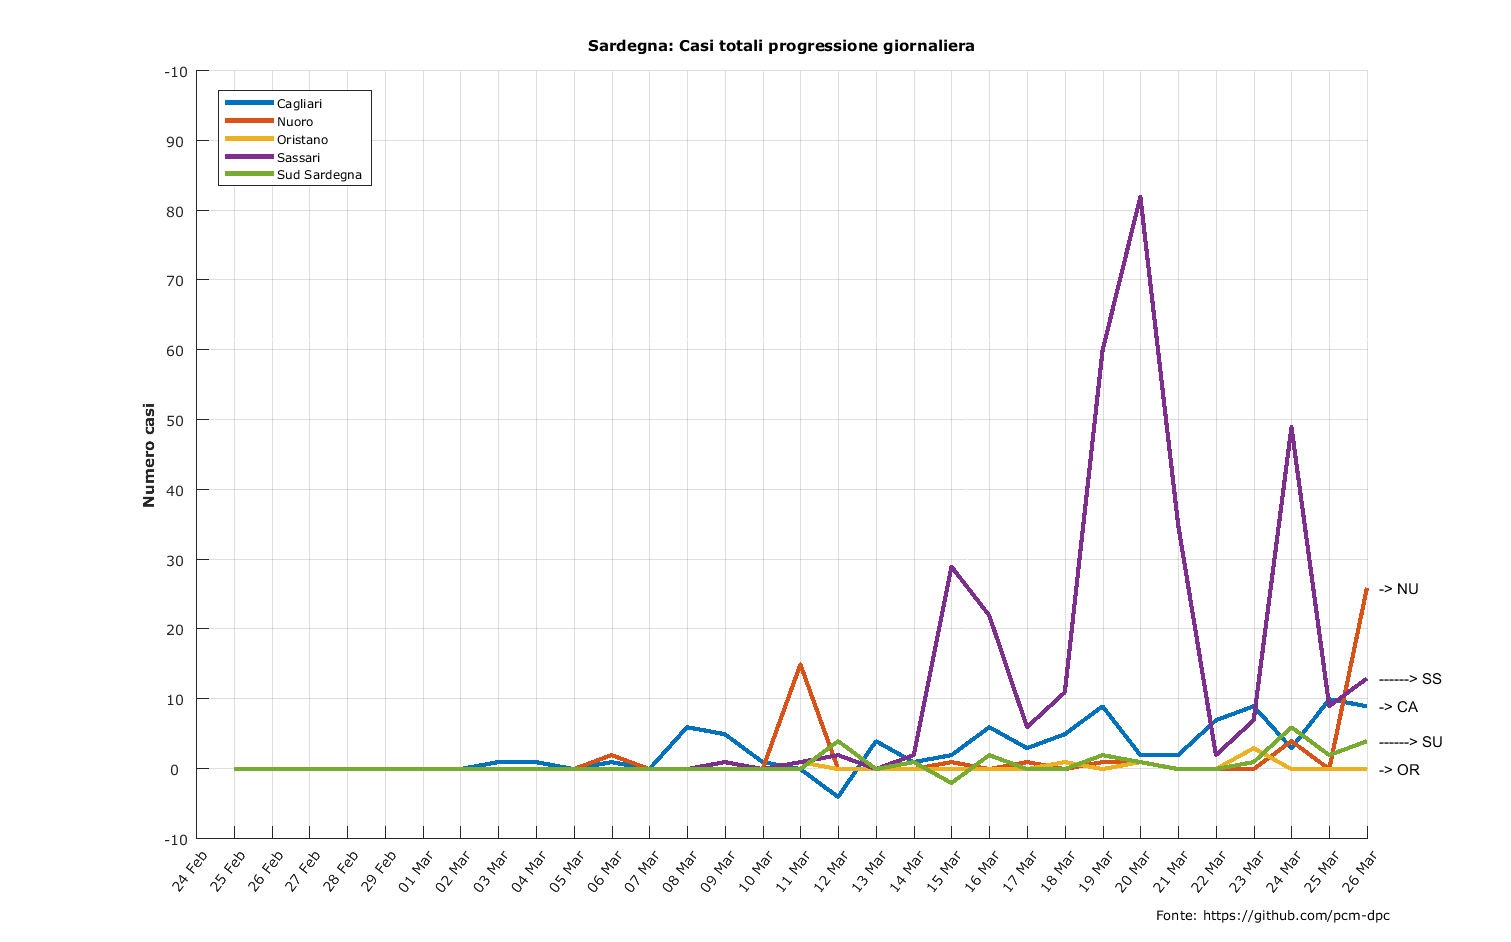 Sardegna: Casi totali progressione giornaliera
-10
90
80
70
60
50
40
30
20
10
0
-10
Numero casi
Cagliari
Nuoro
Oristano
Sassari
Sud Sardegna
-> NU
------> SS
-> CA
------> SU
-> OR
24 Feb
25 Feb
26 Feb
27 Feb
28 Feb
29 Feb
01 Mar
02 Mar
03 Mar
04 Mar
05 Mar
06 Mar
07 Mar
08 Mar
09 Mar
10 Mar
11 Mar
12 Mar
13 Mar
14 Mar
15 Mar
16 Mar
17 Mar
18 Mar
19 Mar
20 Mar
21 Mar
22 Mar
23 Mar
24 Mar
25 Mar
26 Mar
Fonte: https://github.com/pcm-dpc